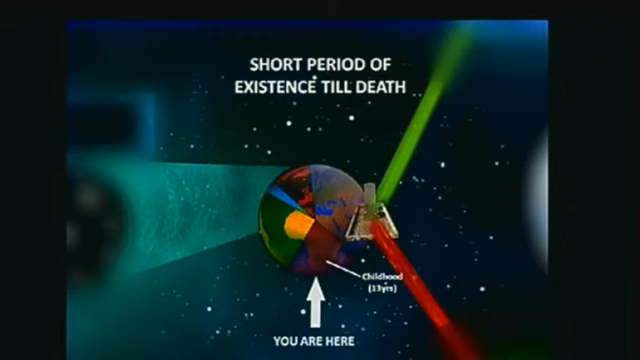 SHORT PERIOD OF
EXISTENCE TILL DEATH
Childhood
(13yrs)
YOU ARE HERE